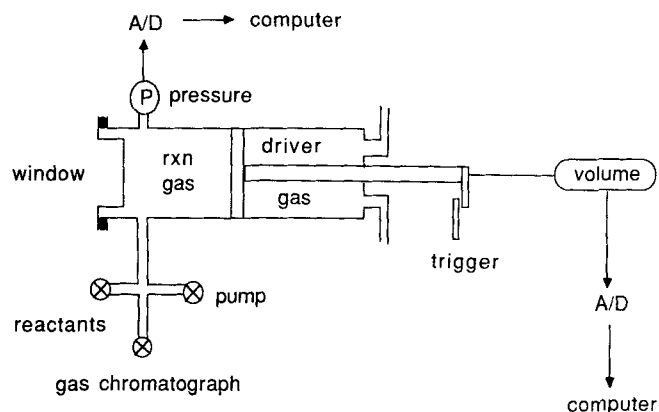 A/D
computer
P
pressure
driver
rxn
gas
gas
window
volume
trigger
pump
reactants
A/D
gas chromatograph
computer